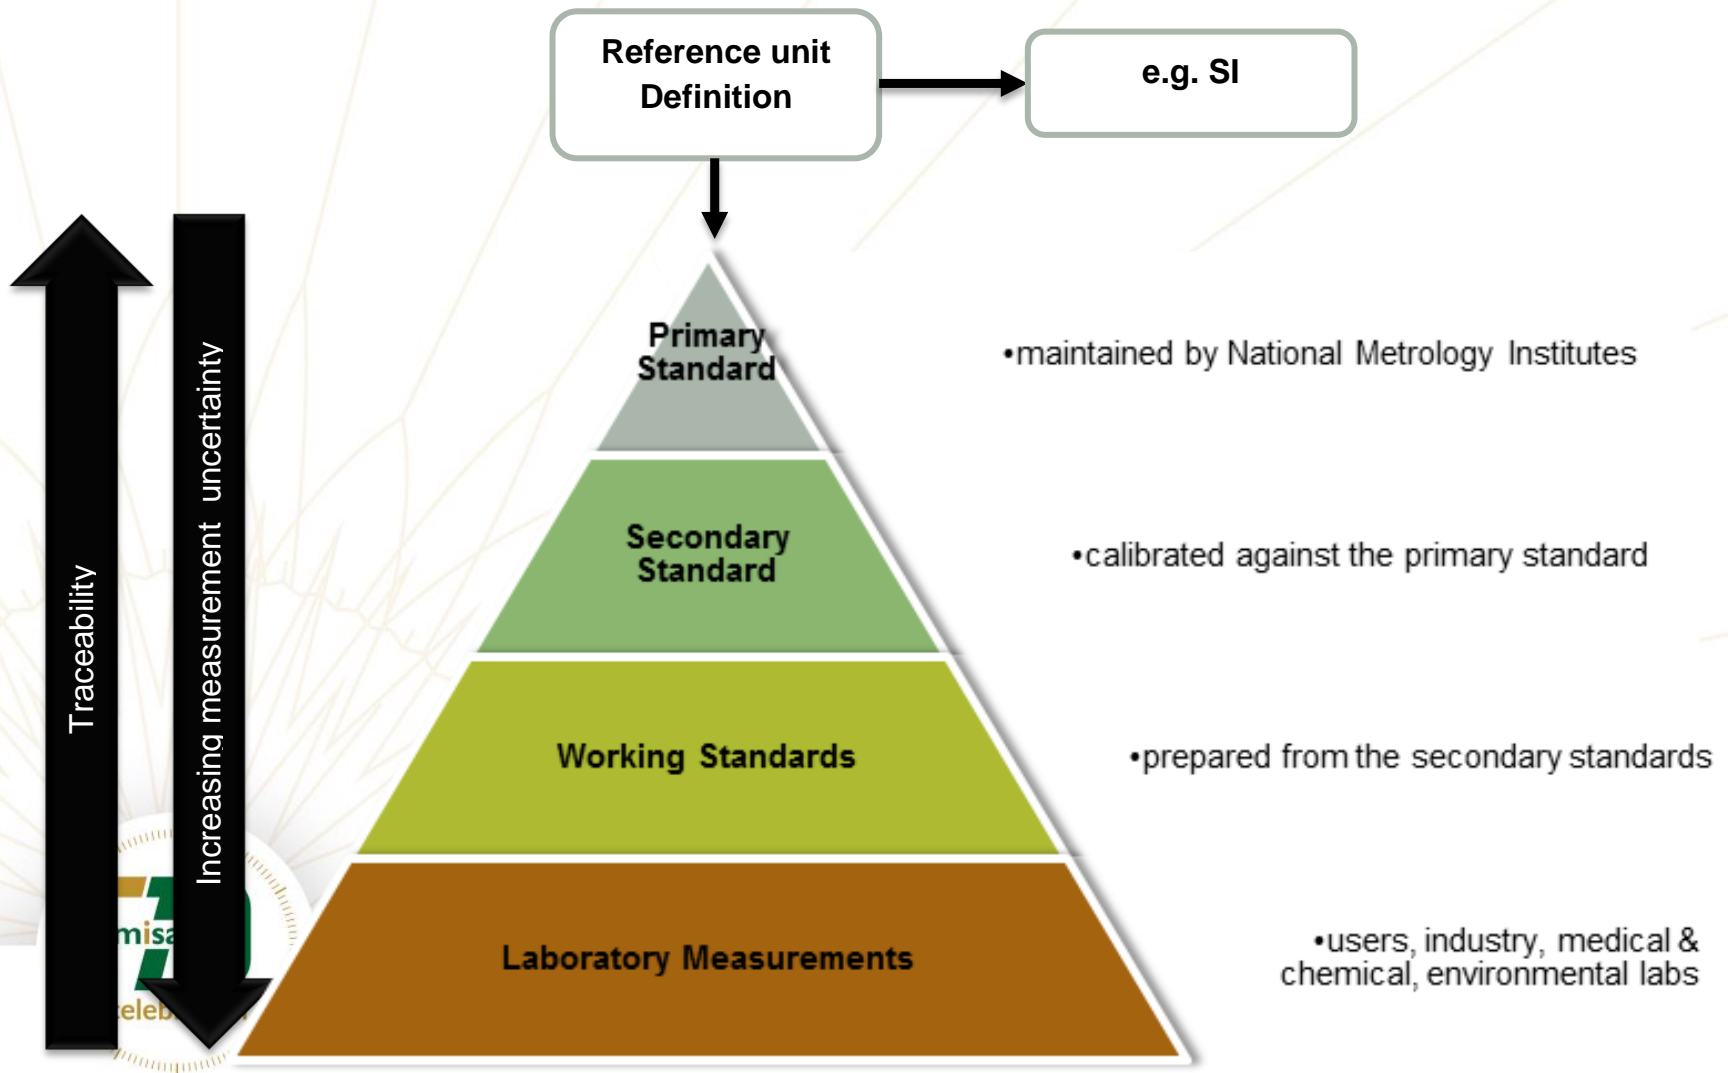 Reference unit
Definition
e.g. SI
Traceability
Increasing measurement uncertainty
Primary
Standard
•maintained by National Metrology Institutes
Secondary
Standard
•calibrated against the primary standard
Working Standards
•prepared from the secondary standards
Laboratory Measurements
•users, industry, medical &
chemical, environmental labs
misa